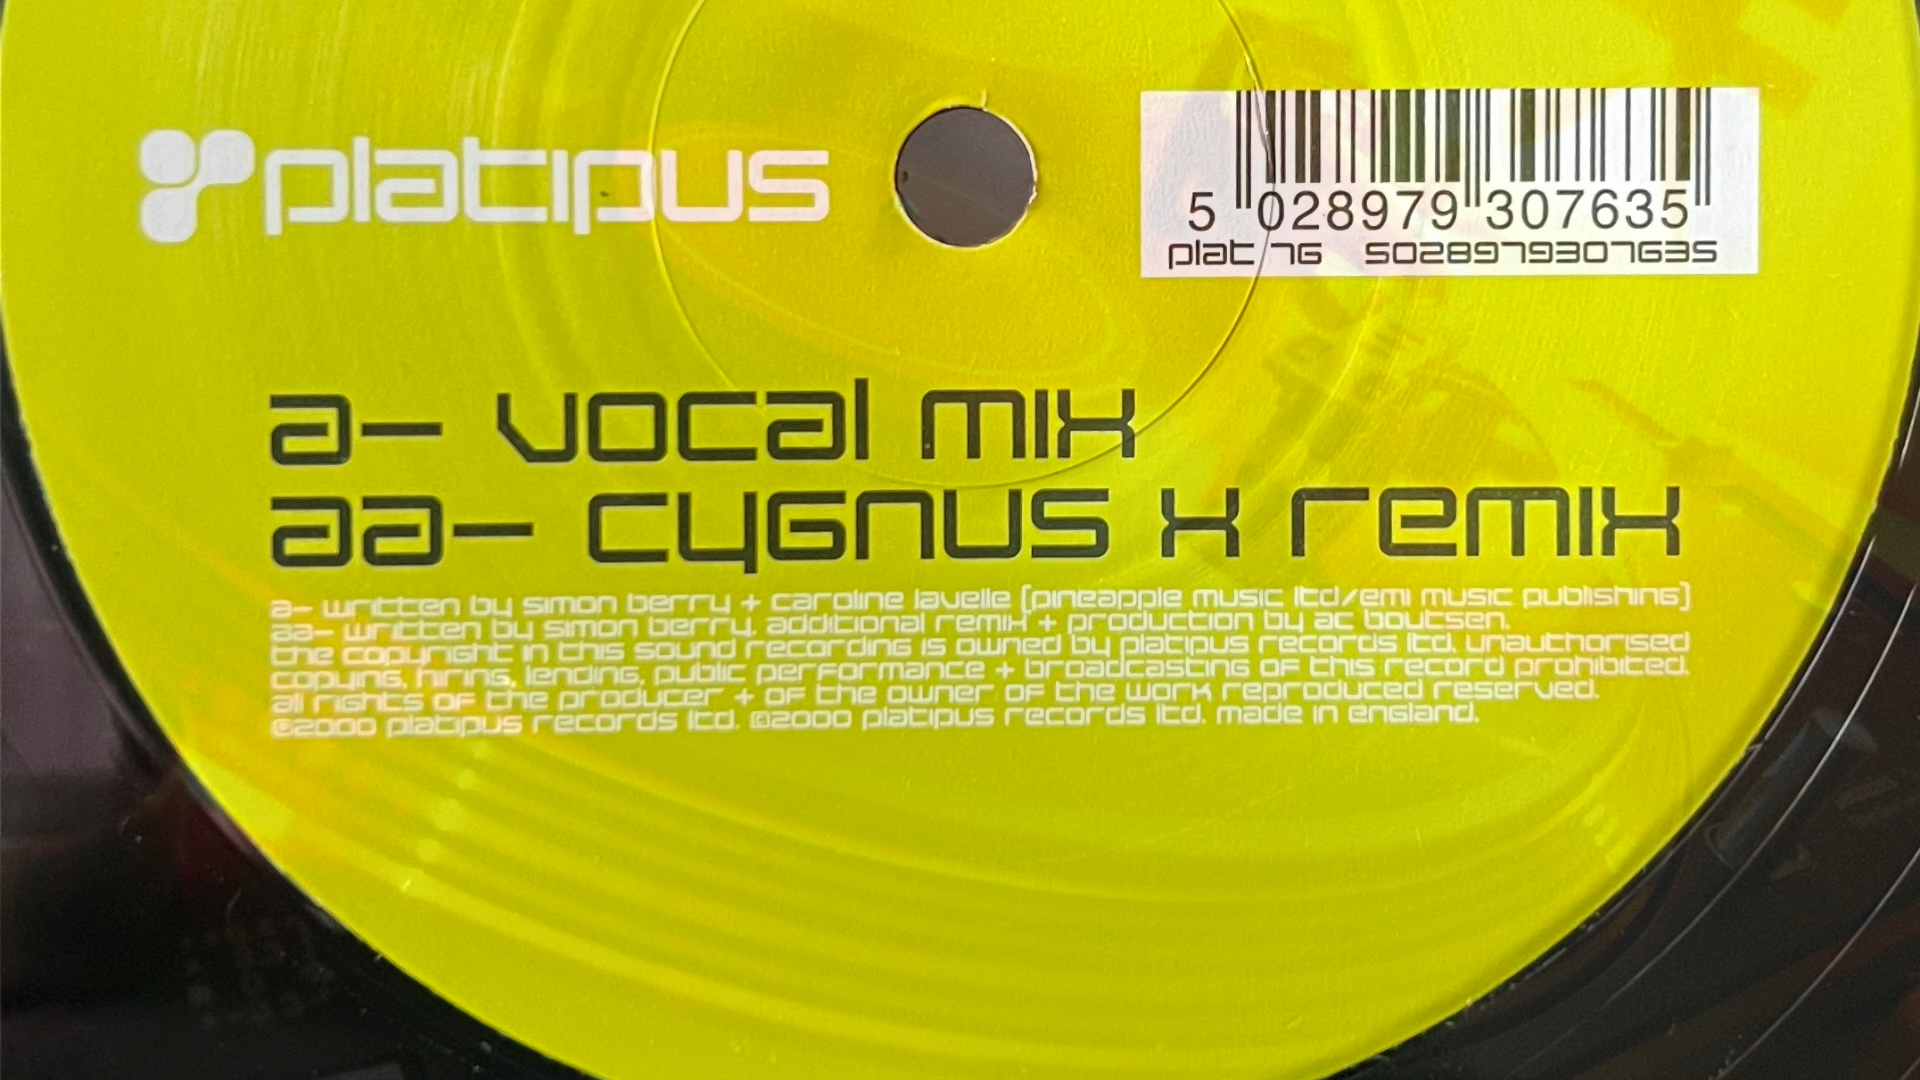 platipus
5 028979 307635
plat 76 5028979307635
a- vocal mix
aa- cygnus x remix
a- written by simon berry + caroline lavelle (pineapple music ltd/emi music publishing)
aa- written by simon berry. additional remix + production by ac boutsen.
the copyright in this sound recording is owned by platipus records ltd. unauthorised
copying, hiring, lending, public performance + broadcasting of this record prohibited.
all rights of the producer + of the owner of the work reproduced reserved.
℗2000 platipus records ltd. ©2000 platipus records ltd. made in england.